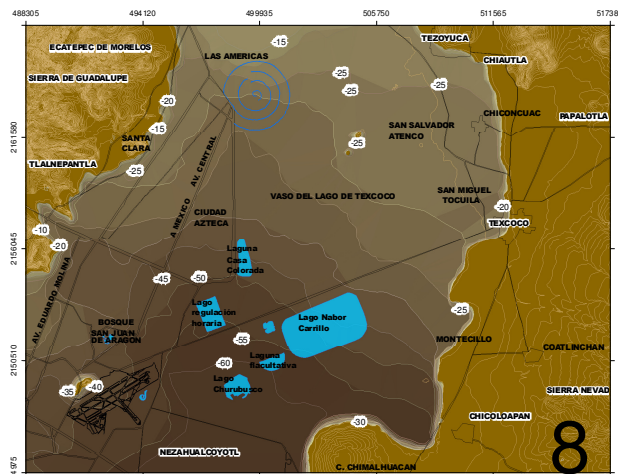 488305 494120 499935 505750 511565 51738
-15
TEZOYUCA
ECATEPEC DE MORELOS
LAS AMERICAS
CHIAUTLA
SIERRA DE GUADALUPE
-25
-25
-25
-20
CHICONCUAC
PAPALOTLA
2161580
-15
SANTA
CLARA
SAN SALVADOR
ATENCO
-25
TLALNEPANTLA
-25
AV. CENTRAL
A MEXICO
VASO DEL LAGO DE TEXCOCO
SAN MIGUEL
TOCUILA
-20
CIUDAD
AZTECA
TEXCOCO
-10
-20
2156045
Laguna
Casa
Colorada
AV. EDUARDO MOLINA
-45
-50
Lago
regulación
horaria
-25
Lago Nabor
Carrillo
BOSQUE
SAN JUAN
DE ARAGON
-55
MONTECILLO
COATLINCHAN
2150510
-60
Laguna
facultativa
Lago
Churubusco
-35
-40
SIERRA NEVAD
CHICOLOAPAN
-30
NEZAHUALCOYOTL
C. CHIMALHUACAN
8
4975